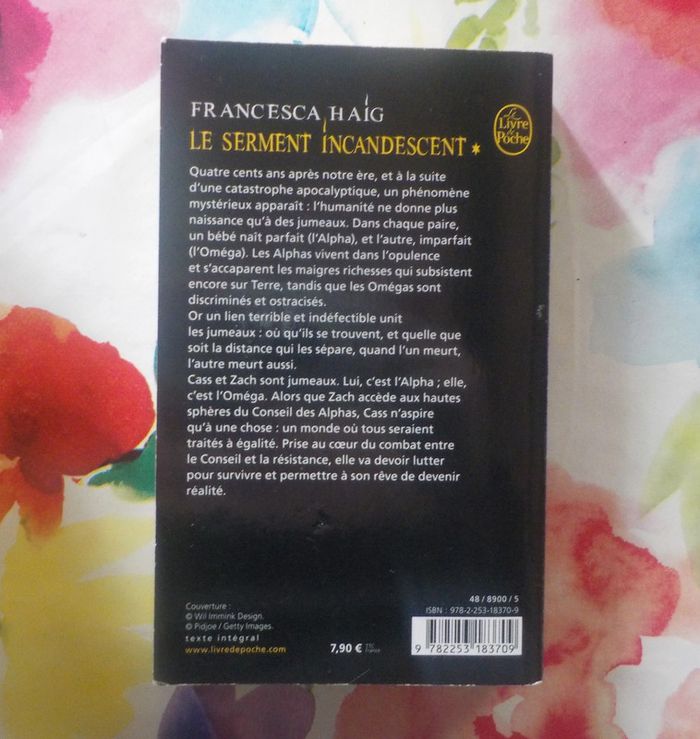 FRANCESCA HAIG
LE SERMENT INCANDESCENT *
Le
Livre
de
Poche
Quatre cents ans après notre ère, et à la suite
d'une catastrophe apocalyptique, un phénomène
mystérieux apparaît : l'humanité ne donne plus
naissance qu'à des jumeaux. Dans chaque paire,
un bébé naît parfait (l'Alpha), et l'autre, imparfait
(l'Oméga). Les Alphas vivent dans l'opulence
et s'accaparent les maigres richesses qui subsistent
encore sur Terre, tandis que les Omégas sont
discriminés et ostracisés.
Or un lien terrible et indéfectible unit
les jumeaux : où qu'ils se trouvent, et quelle que
soit la distance qui les sépare, quand l'un meurt,
l'autre meurt aussi.
Cass et Zach sont jumeaux. Lui, c'est l'Alpha ; elle,
c'est l'Oméga. Alors que Zach accède aux hautes
sphères du Conseil des Alphas, Cass n'aspire
qu'à une chose : un monde où tous seraient
traités à égalité. Prise au cœur du combat entre
le Conseil et la résistance, elle va devoir lutter
pour survivre et permettre à son rêve de devenir
réalité.
Couverture :
© Wil Immink Design.
© Pidjoe / Getty Images.
texte intégral
www.livredepoche.com
7,90 € TTC
France
48 / 8900 / 5
ISBN : 978-2-253-18370-9
9 782253 183709